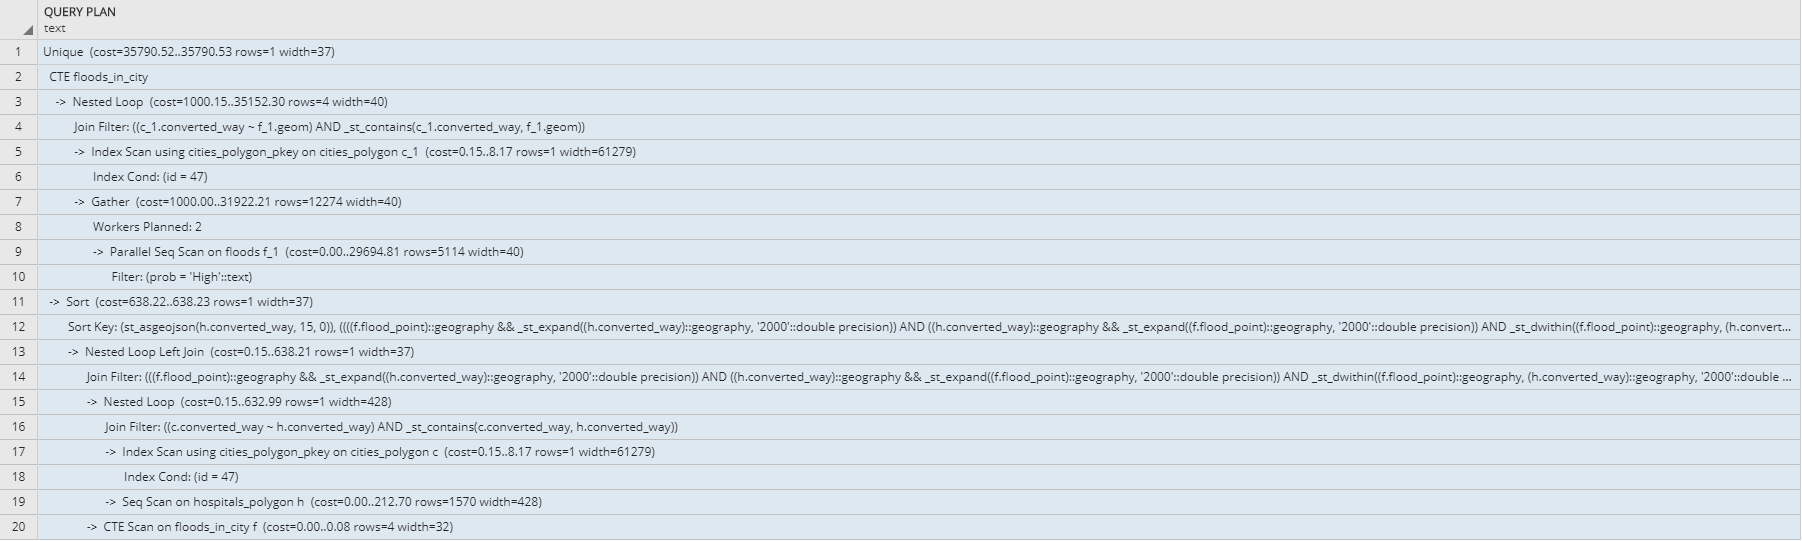 QUERY PLAN
text
1 Unique (cost=35790.52..35790.53 rows=1 width=37)
2 CTE floods_in_city
3 -> Nested Loop (cost=1000.15..35152.30 rows=4 width=40)
4 Join Filter: ((c_1.converted_way ~ f_1.geom) AND _st_contains(c_1.converted_way, f_1.geom))
5 -> Index Scan using cities_polygon_pkey on cities_polygon c_1 (cost=0.15..8.17 rows=1 width=61279)
6 Index Cond: (id = 47)
7 -> Gather (cost=1000.00..31922.21 rows=12274 width=40)
8 Workers Planned: 2
9 -> Parallel Seq Scan on floods f_1 (cost=0.00..29694.81 rows=5114 width=40)
10 Filter: (prob = 'High'::text)
11 -> Sort (cost=638.22..638.23 rows=1 width=37)
12 Sort Key: (st_asgeojson(h.converted_way, 15, 0)), ((((f.flood_point)::geography && _st_expand((h.converted_way)::geography, '2000'::double precision)) AND ((h.converted_way)::geography && _st_expand((f.flood_point)::geography, '2000'::double precision)) AND _st_dwithin((f.flood_point)::geography, (h.convert...
13 -> Nested Loop Left Join (cost=0.15..638.21 rows=1 width=37)
14 Join Filter: (((f.flood_point)::geography && _st_expand((h.converted_way)::geography, '2000'::double precision)) AND ((h.converted_way)::geography && _st_expand((f.flood_point)::geography, '2000'::double precision)) AND _st_dwithin((f.flood_point)::geography, (h.converted_way)::geography, '2000'::double ...
15 -> Nested Loop (cost=0.15..632.99 rows=1 width=428)
16 Join Filter: ((c.converted_way ~ h.converted_way) AND _st_contains(c.converted_way, h.converted_way))
17 -> Index Scan using cities_polygon_pkey on cities_polygon c (cost=0.15..8.17 rows=1 width=61279)
18 Index Cond: (id = 47)
19 -> Seq Scan on hospitals_polygon h (cost=0.00..212.70 rows=1570 width=428)
20 -> CTE Scan on floods_in_city f (cost=0.00..0.08 rows=4 width=32)